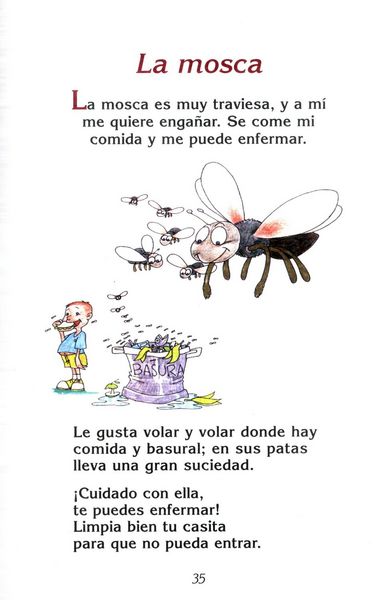 La mosca
La mosca es muy traviesa, y a mí
me quiere engañar. Se come mi
comida y me puede enfermar.
BASURA
Le gusta volar y volar donde hay
comida y basural; en sus patas
lleva una gran suciedad.
¡Cuidado con ella,
te puedes enfermar!
Limpia bien tu casita
para que no pueda entrar.
35